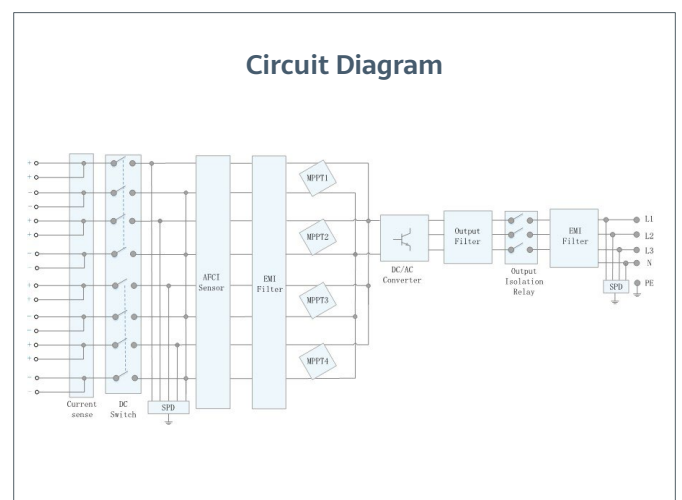 Circuit Diagram
+
+
-
-
+
+
-
-
+
+
-
-
+
+
-
-
Current
sense
DC
Switch
SPD
AFCI
Sensor
EMI
Filter
MPPT1
MPPT2
MPPT3
MPPT4
DC/AC
Converter
Output
Filter
Output
Isolation
Relay
EMI
Filter
SPD
L1
L2
L3
N
PE